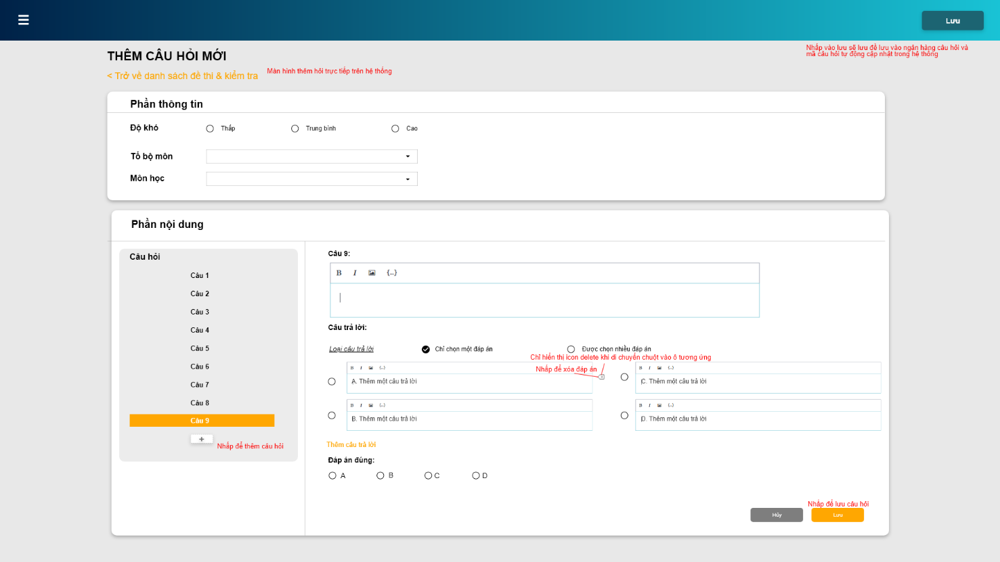 Lưu
Nhấp vào lưu sẽ lưu đề lưu vào ngân hàng câu hỏi và
mã câu hỏi tự động cập nhật trong hệ thống
THÊM CÂU HỎI MỚI
< Trở về danh sách đề thi & kiểm tra
Màn hình thêm hỏi trực tiếp trên hệ thống
Phần thông tin
Độ khó
Thấp
Trung bình
Cao
Tổ bộ môn
Môn học
Phần nội dung
Câu hỏi
Câu 1
Câu 2
Câu 3
Câu 4
Câu 5
Câu 6
Câu 7
Câu 8
Câu 9
+
Nhấp để thêm câu hỏi
Câu 9:
B I {...}
Câu trả lời:
Loại câu trả lời
Chỉ chọn một đáp án
Được chọn nhiều đáp án
Chỉ hiển thị icon delete khi di chuyển chuột vào ô tương ứng
Nhấp để xóa đáp án
B I {...}
A. Thêm một câu trả lời
B I {...}
C. Thêm một câu trả lời
B I {...}
B. Thêm một câu trả lời
B I {...}
D. Thêm một câu trả lời
Thêm câu trả lời
Đáp án đúng:
A B C D
Nhấp để lưu câu hỏi
Hủy
Lưu